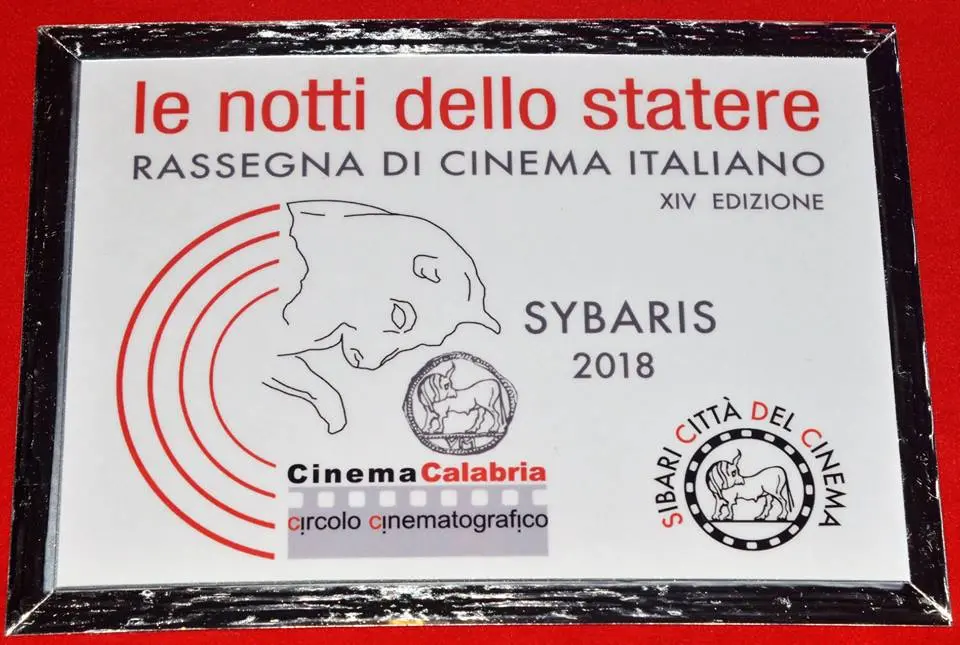 le notti dello statere
RASSEGNA DI CINEMA ITALIANO
XIV EDIZIONE
SYBARIS
2018
CinemaCalabria
circolo cinematografico
SIBARI CITTÀ DEL CINEMA